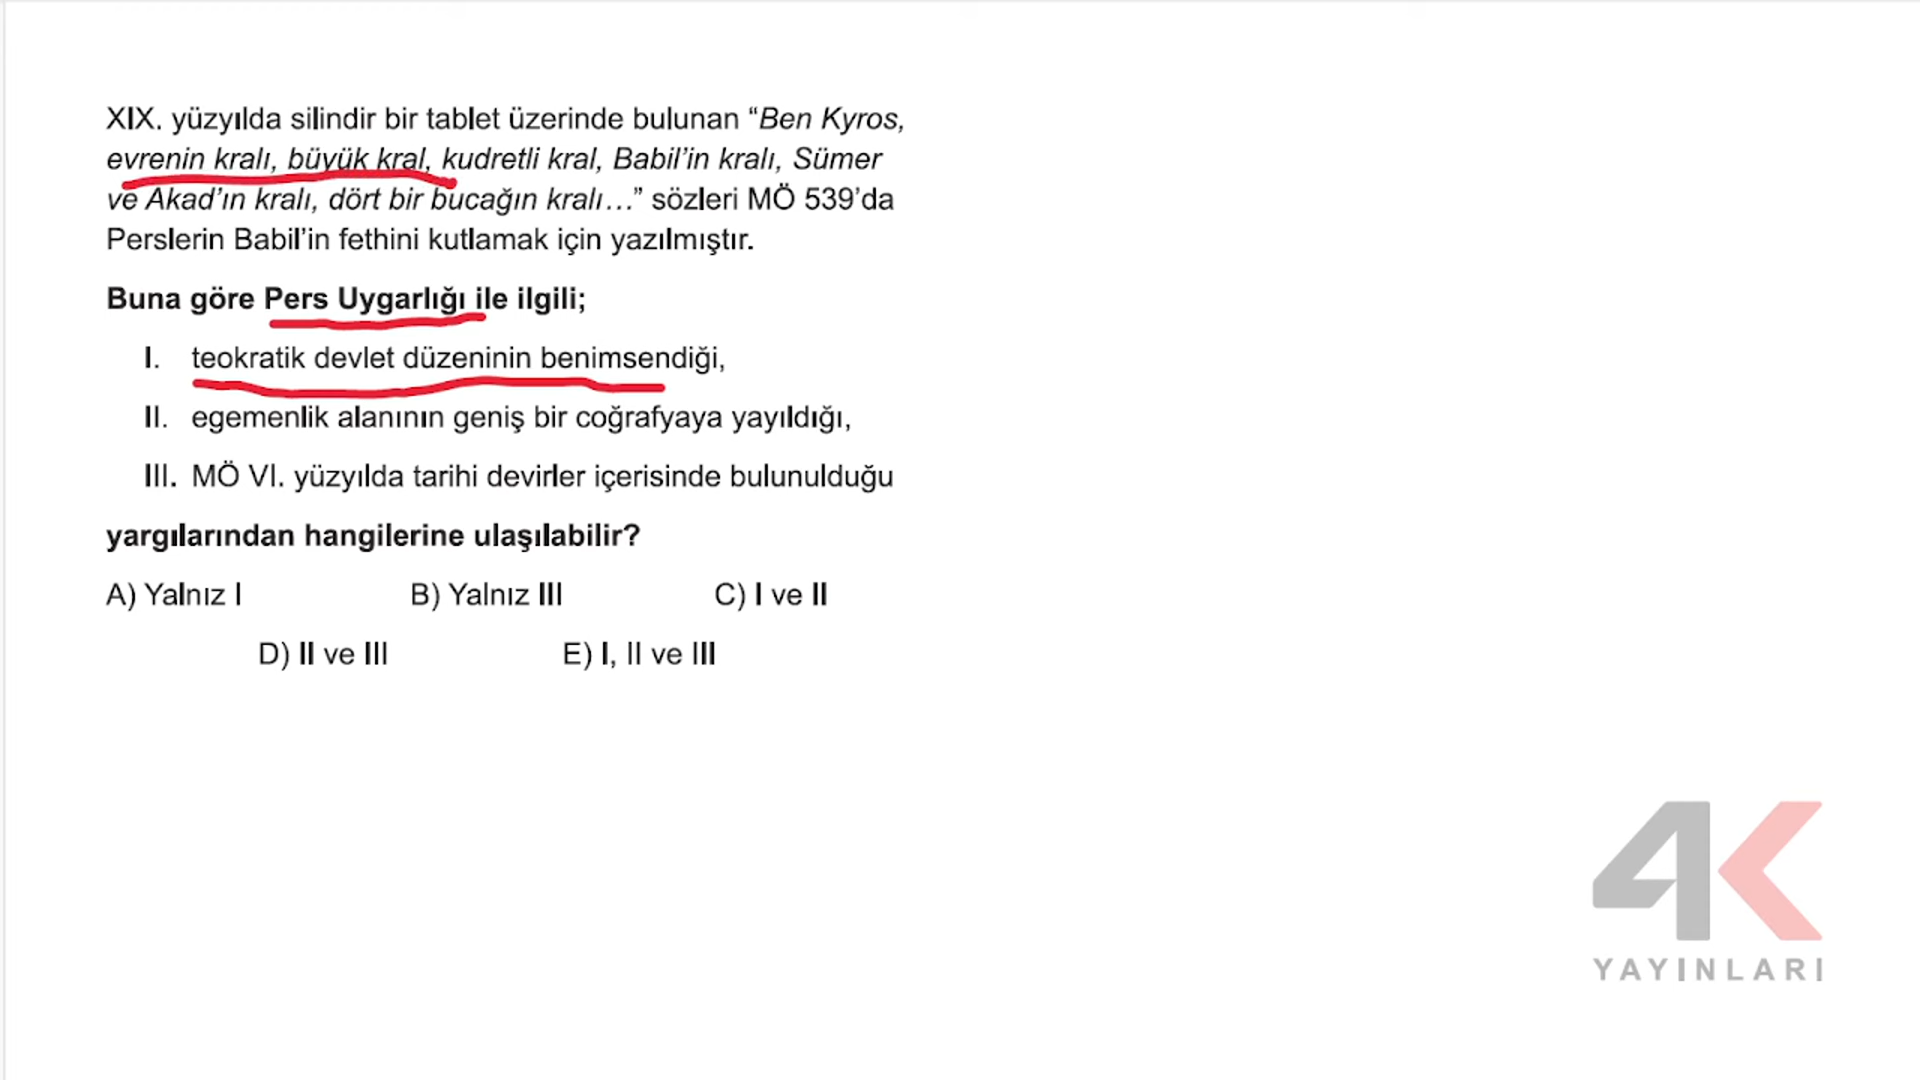 XIX. yüzyılda silindir bir tablet üzerinde bulunan “Ben Kyros,
evrenin kralı, büyük kral, kudretli kral, Babil’in kralı, Sümer
ve Akad’ın kralı, dört bir bucağın kralı…” sözleri MÖ 539’da
Perslerin Babil’in fethini kutlamak için yazılmıştır.
Buna göre Pers Uygarlığı ile ilgili;
I. teokratik devlet düzeninin benimsendiği,
II. egemenlik alanının geniş bir coğrafyaya yayıldığı,
III. MÖ VI. yüzyılda tarihi devirler içerisinde bulunulduğu
yargılarından hangilerine ulaşılabilir?
A) Yalnız I B) Yalnız III C) I ve II
D) II ve III E) I, II ve III
4K
YAYINLARI